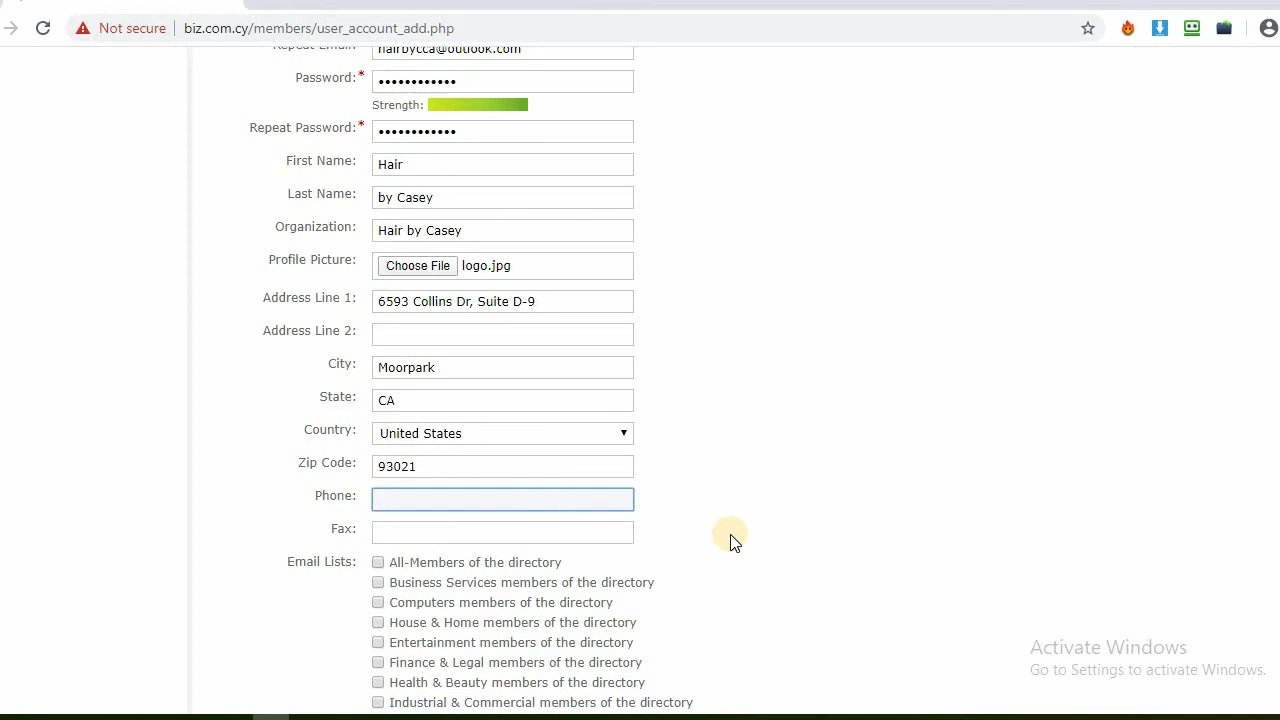 Not secure
biz.com.cy/members/user_account_add.php
Repeat Email:
hairbycca@outlook.com
Password:*
••••••••••••
Strength:
Repeat Password:*
••••••••••••
First Name:
Hair
Last Name:
by Casey
Organization:
Hair by Casey
Profile Picture:
Choose File logo.jpg
Address Line 1:
6593 Collins Dr, Suite D-9
Address Line 2:
City:
Moorpark
State:
CA
Country:
United States
Zip Code:
93021
Phone:
Fax:
Email Lists:
All-Members of the directory
Business Services members of the directory
Computers members of the directory
House & Home members of the directory
Entertainment members of the directory
Finance & Legal members of the directory
Health & Beauty members of the directory
Industrial & Commercial members of the directory
Activate Windows
Go to Settings to activate Windows.